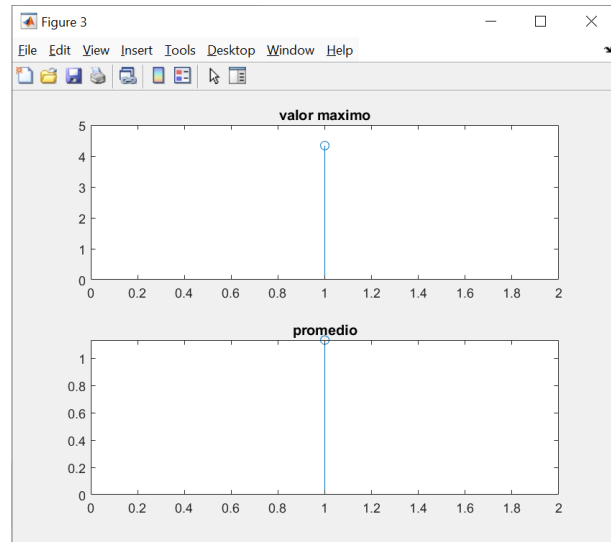 Figure 3
File Edit View Insert Tools Desktop Window Help
valor maximo
5
4
3
2
1
0
0 0.2 0.4 0.6 0.8 1 1.2 1.4 1.6 1.8 2
promedio
1
0.8
0.6
0.4
0.2
0
0 0.2 0.4 0.6 0.8 1 1.2 1.4 1.6 1.8 2